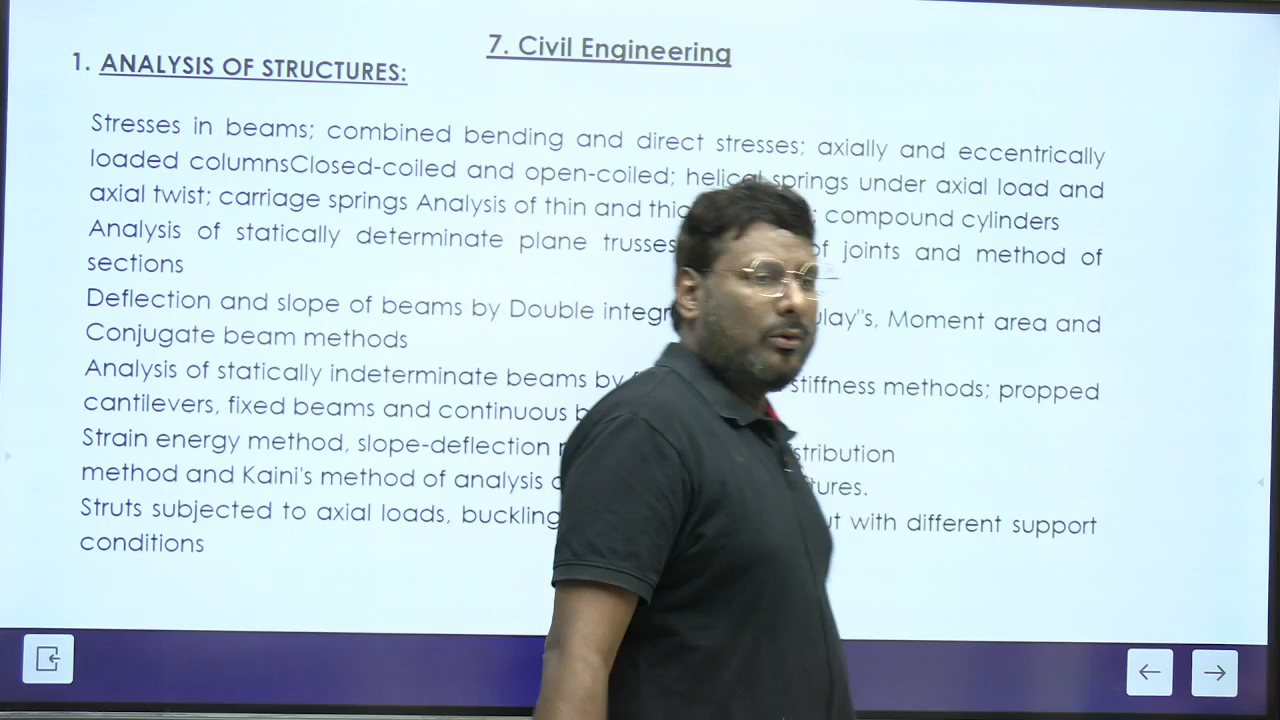 7. Civil Engineering
1. ANALYSIS OF STRUCTURES:
Stresses in beams; combined bending and direct stresses; axially and eccentrically
loaded columnsClosed-coiled and open-coiled; helical springs under axial load and
axial twist; carriage springs Analysis of thin and ; compound cylinders
Analysis of statically determinate plane trusses of joints and method of
sections
Deflection and slope of beams by Double Moment area and
Conjugate beam methods
Analysis of statically indeterminate beams by stiffness methods; propped
cantilevers, fixed beams and continuous
Strain energy method, slope-deflection
method and Kaini's method of analysis
Struts subjected to axial loads, buckling with different support
conditions